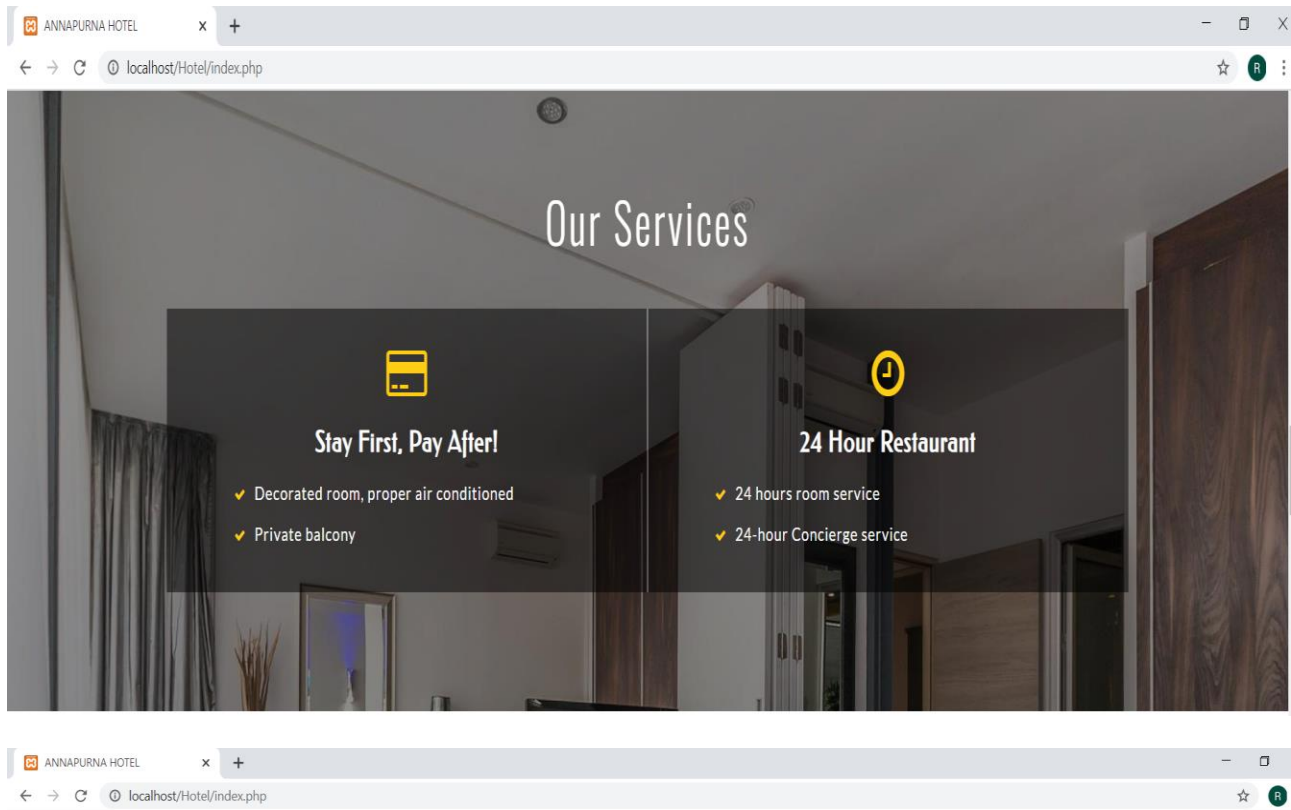 ANNAPURNA HOTEL
localhost/Hotel/index.php
R
Our Services
Stay First, Pay After!
Decorated room, proper air conditioned
Private balcony
24 Hour Restaurant
24 hours room service
24-hour Concierge service
ANNAPURNA HOTEL
localhost/Hotel/index.php
R